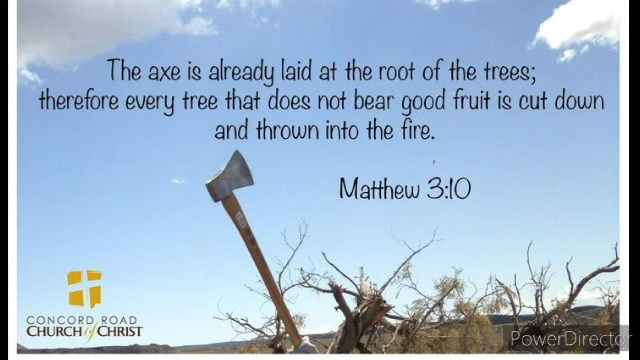 The axe is already laid at the root of the trees;
therefore every tree that does not bear good fruit is cut down
and thrown into the fire.
Matthew 3:10
CONCORD ROAD
CHURCH of CHRIST
PowerDirector